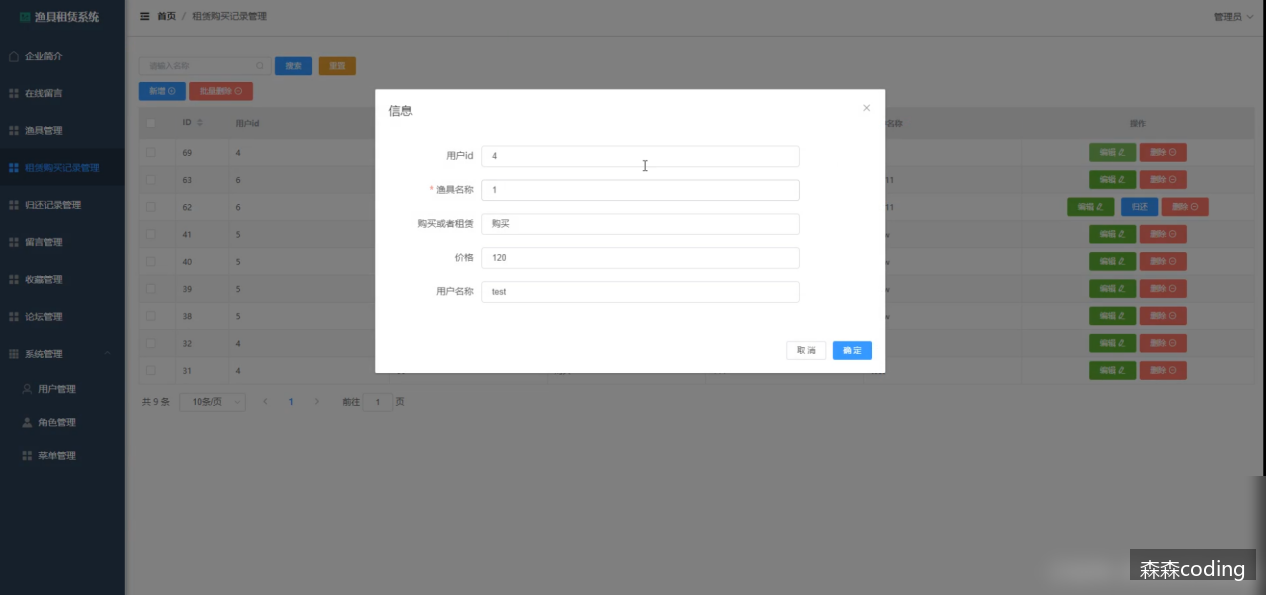 渔具租赁系统
首页 / 租赁购买记录管理
管理员
企业简介
在线留言
渔具管理
租赁购买记录管理
归还记录管理
留言管理
收藏管理
论坛管理
系统管理
用户管理
角色管理
菜单管理
请输入名称
搜索
重置
新增
批量删除
ID 用户id 名称 操作
69 4 编辑 删除
63 6 11 编辑 删除
62 6 11 编辑 归还 删除
41 5 编辑 删除
40 5 编辑 删除
39 5 编辑 删除
38 5 编辑 删除
32 4 编辑 删除
31 4 编辑 删除
共 9 条 10条/页 1 前往 1 页
信息
用户id 4
* 渔具名称 1
购买或者租赁 购买
价格 120
用户名称 test
取 消
确 定
森森coding